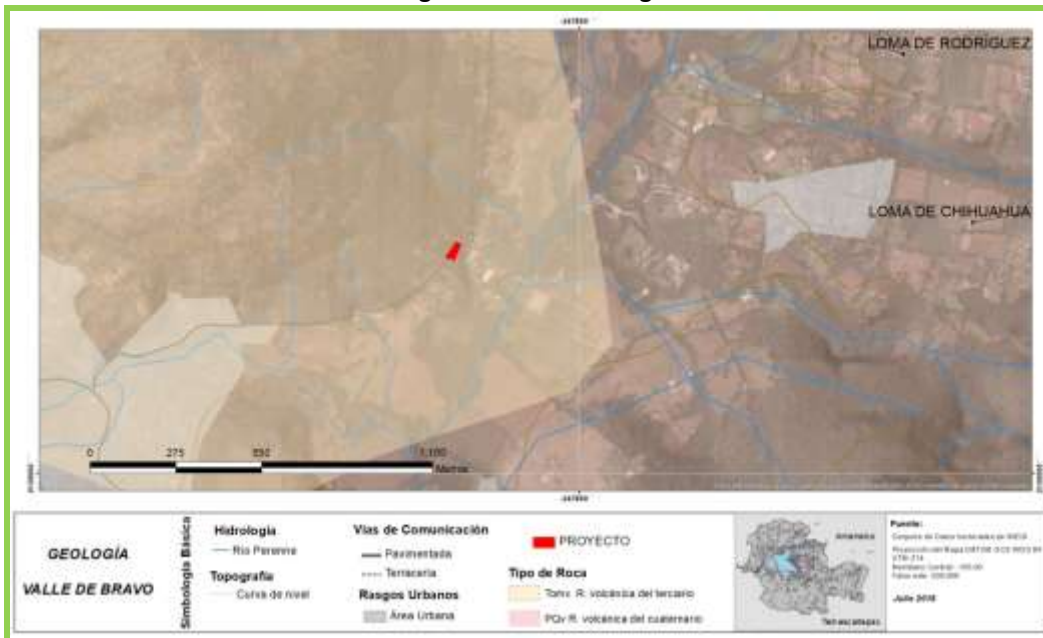 LOMA DE RODRÍGUEZ
LOMA DE CHIHUAHUA
0 275 550 1,100
Metros
GEOLOGÍA
VALLE DE BRAVO
Simbología Básica
Hidrología
Río Perenne
Topografía
Curva de nivel
Vías de Comunicación
Pavimentada
Terracería
Rasgos Urbanos
Área Urbana
PROYECTO
Tipo de Roca
Tomv R. volcánica del terciario
PQv R. volcánica del cuaternario
Amanalco
Temascaltepec
Fuente:
Julio 2018